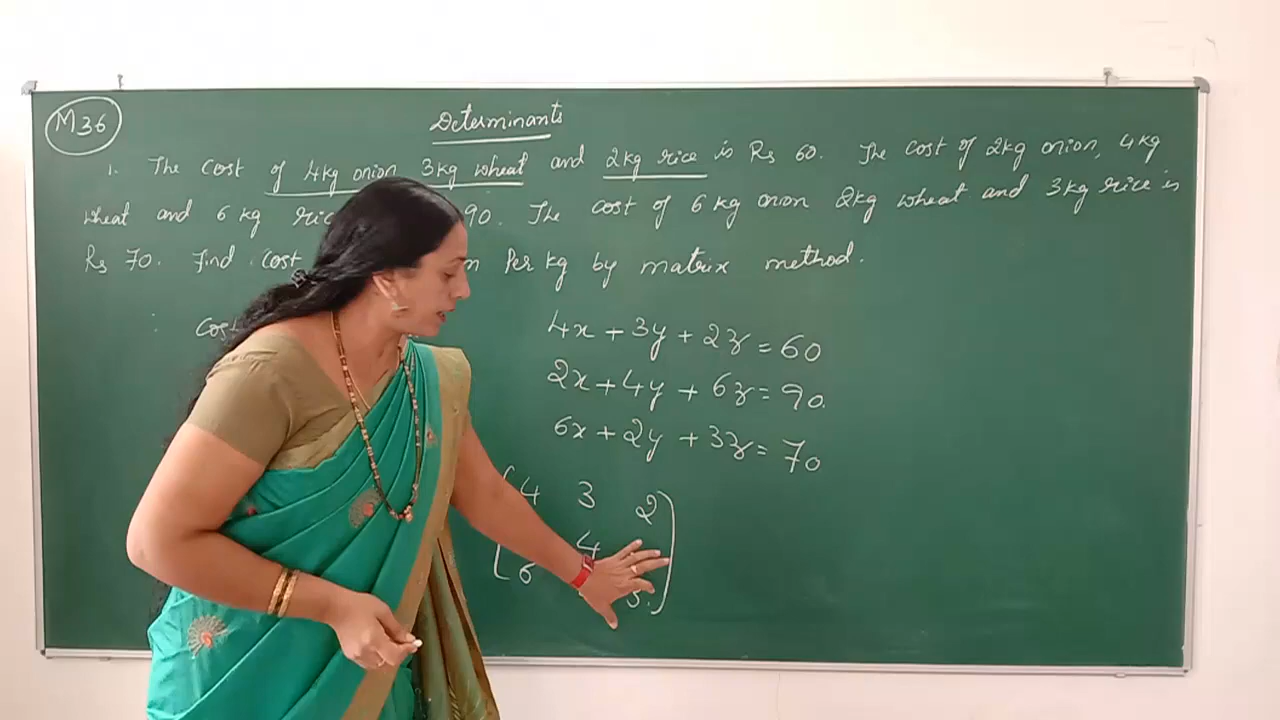 M36
Determinants
1. The cost of 4kg onion 3kg wheat and 2kg rice is Rs 60. The cost of 2kg onion, 4kg
wheat and 6 kg 90. The cost of 6 kg onion 2kg wheat and 3kg rice is
Rs 70. Find cost Per kg by matrix method.
4x + 3y + 2z = 60
2x + 4y + 6z = 90.
6x + 2y + 3z = 70
4 3 2
4
6 3.